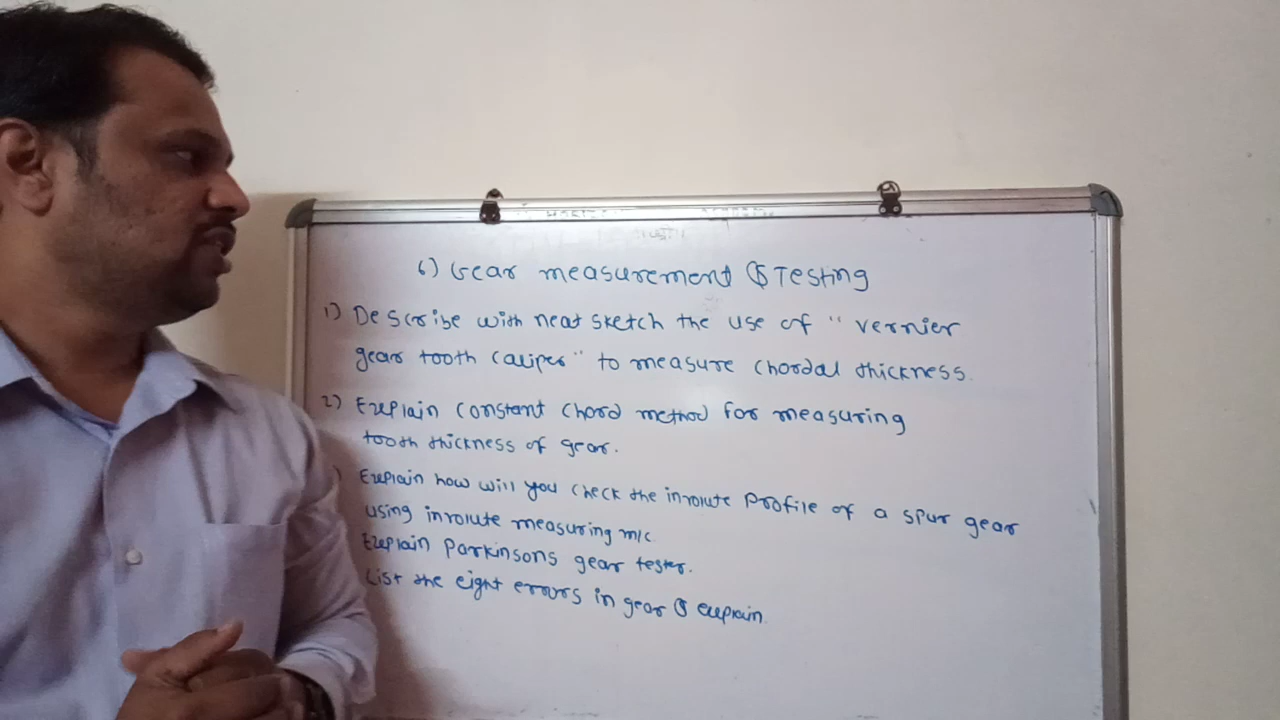 6) Gear measurement & Testing
1) Describe with neat sketch the use of "vernier
gear tooth caliper" to measure chordal thickness.
2) Explain constant chord method for measuring
tooth thickness of gear.
) Explain how will you check the involute Profile of a spur gear
using involute measuring m/c.
Explain Parkinsons gear tester.
List the eight errors in gear & explain.